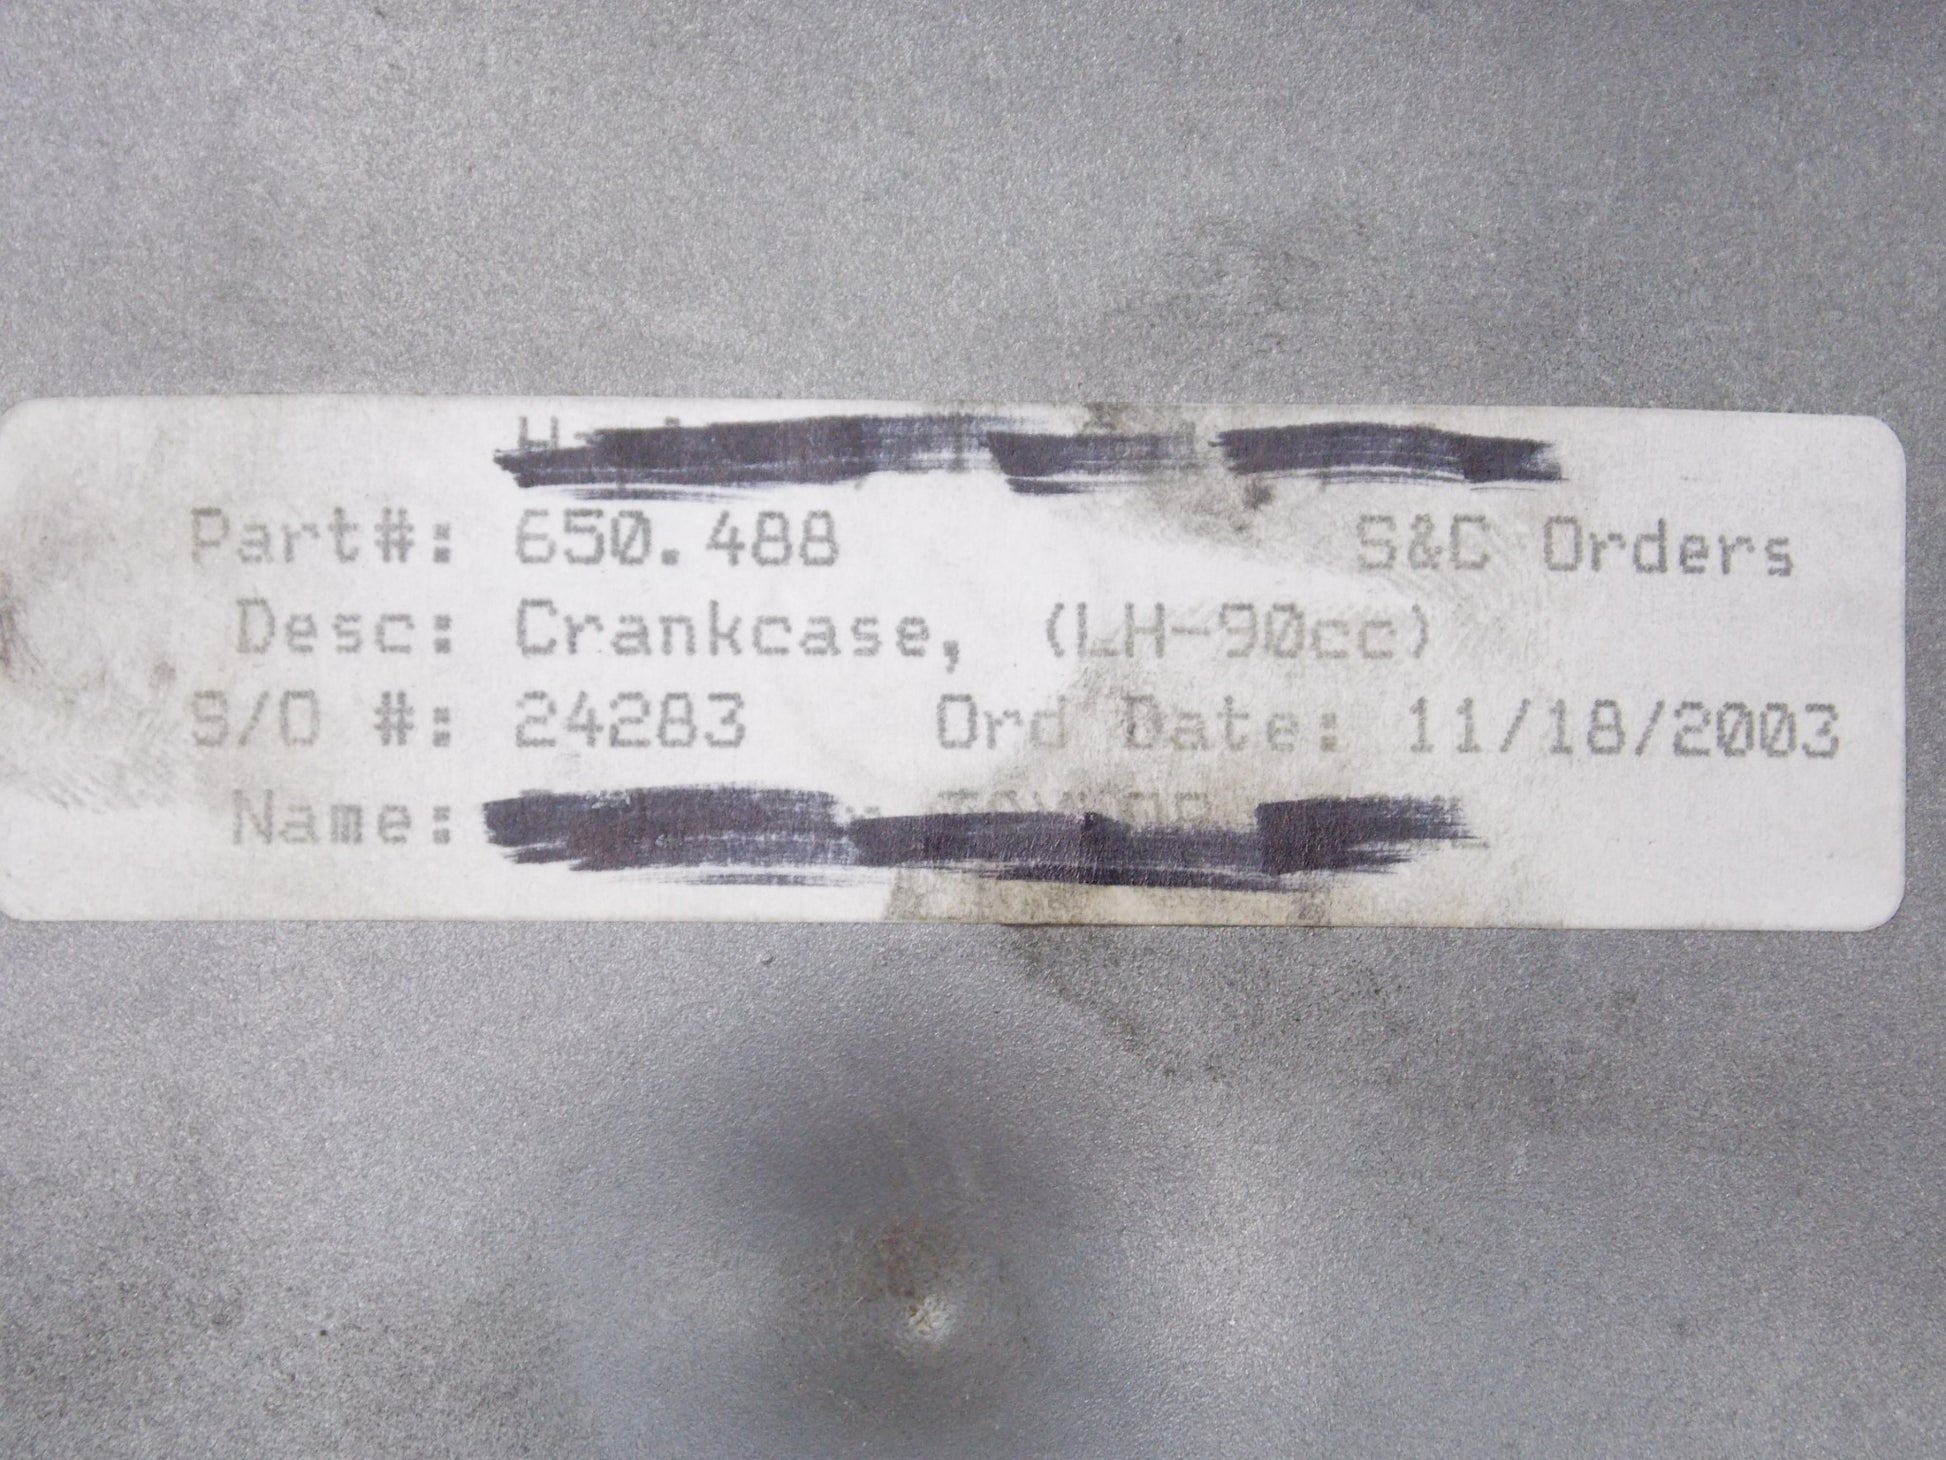 Part#: 650.488 S&C Orders
Desc: Crankcase, (LH-90cc)
S/O #: 24283 Ord Date: 11/18/2003
Name: